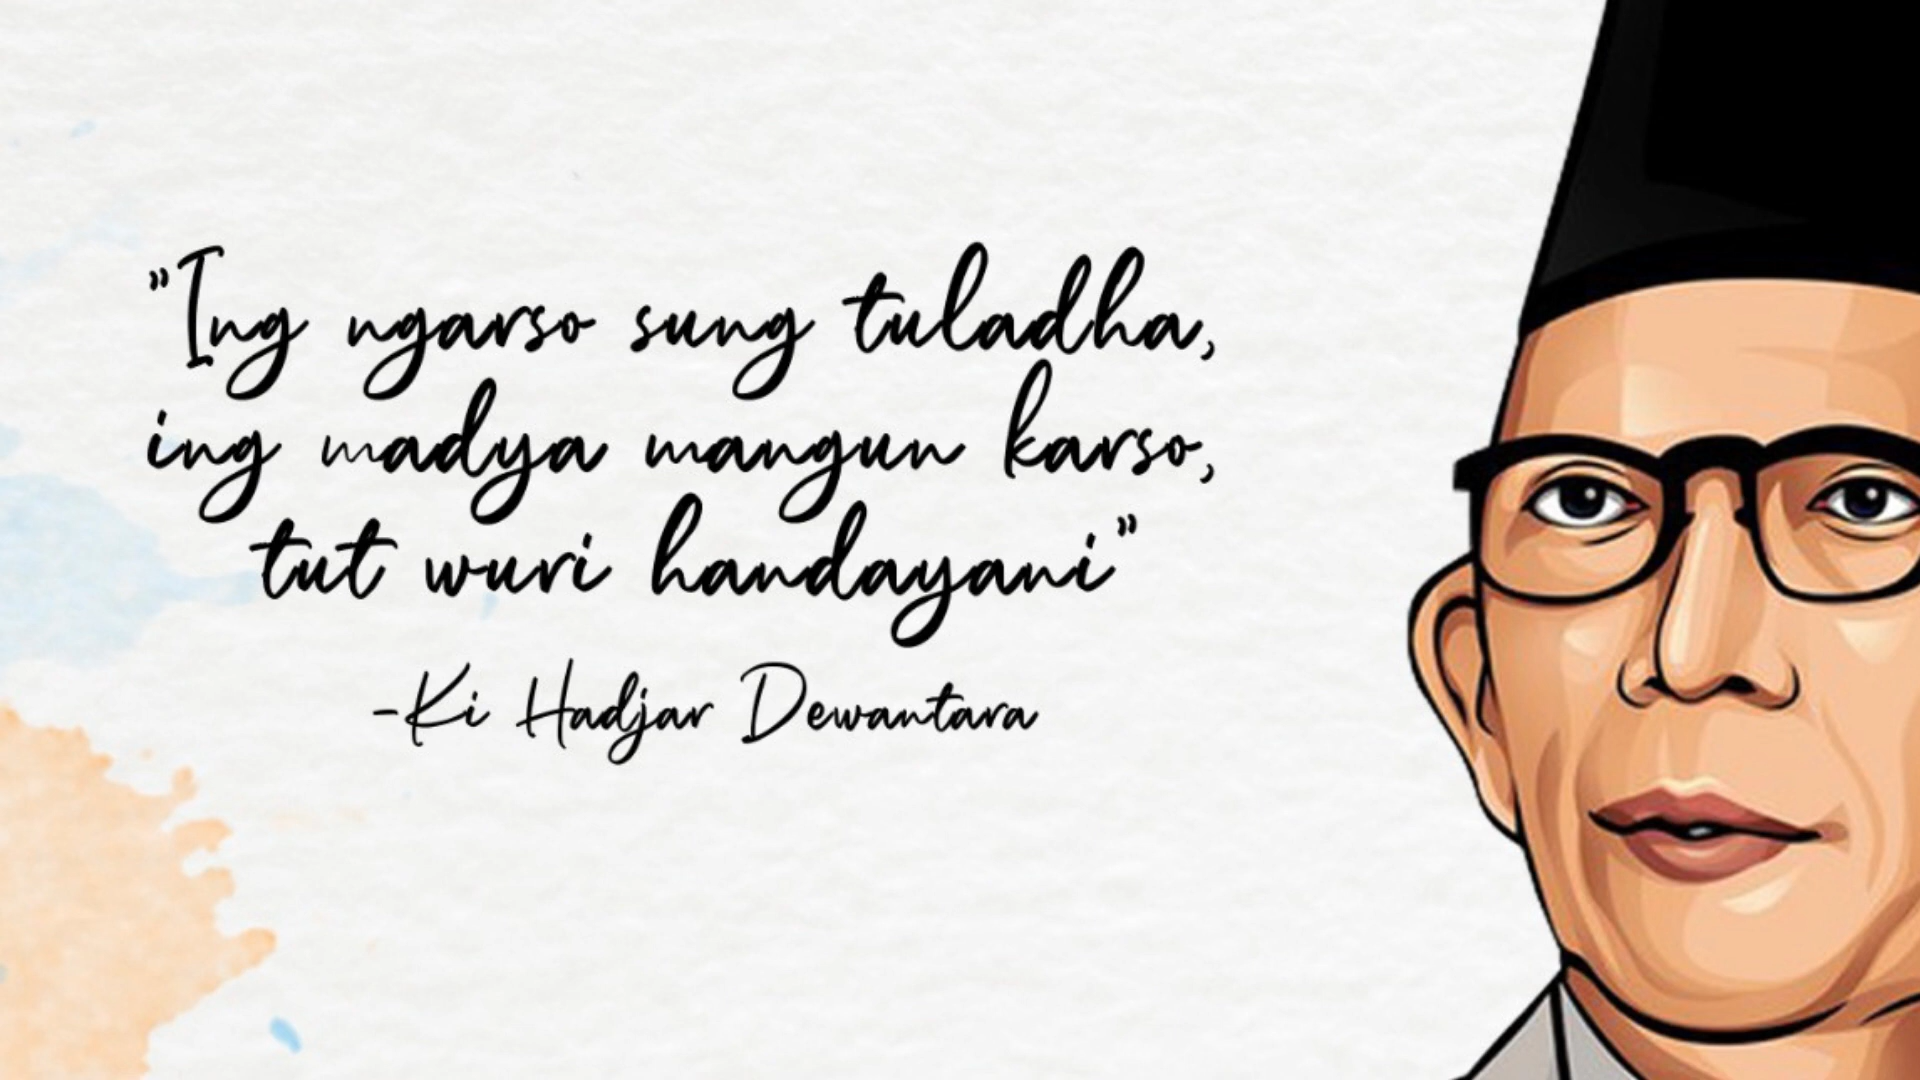 "Ing ngarso sung tuladha,
ing madya mangun karso,
tut wuri handayani"
-Ki Hadjar Dewantara